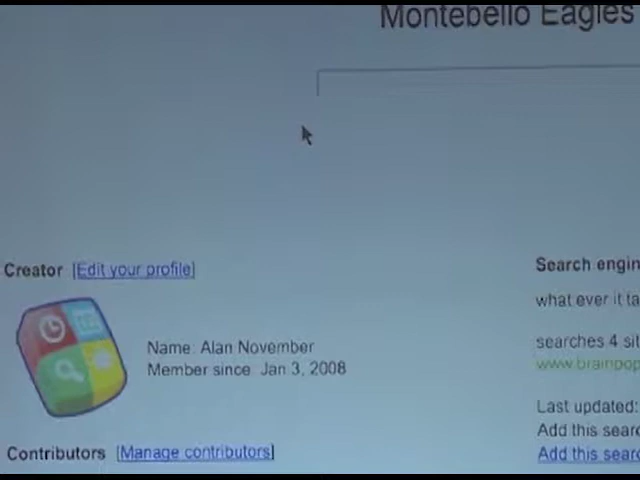 Montebello Eagles
Creator [Edit your profile]
Name: Alan November
Member since: Jan 3, 2008
Contributors [Manage contributors]
Search engin
what ever it ta
searches 4 sit
www.brainpop
Last updated:
Add this searc
Add this searc